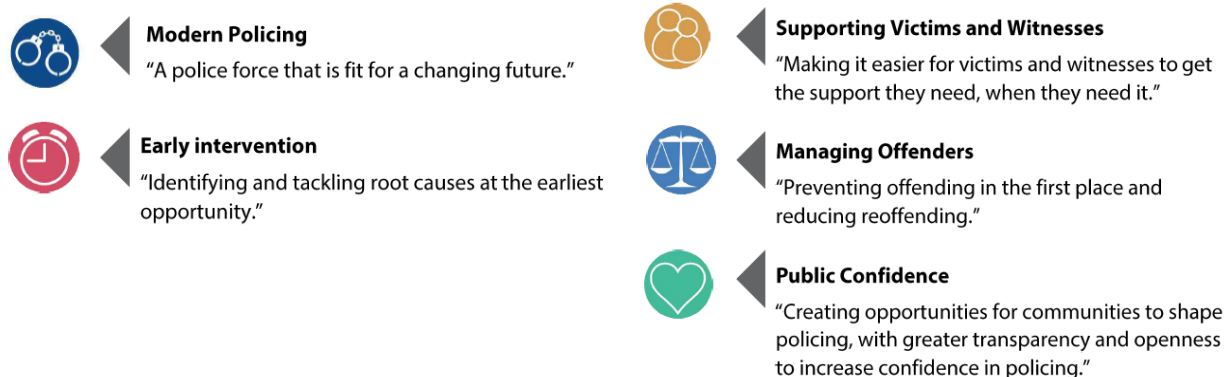 Modern Policing
“A police force that is fit for a changing future.”
Early intervention
“Identifying and tackling root causes at the earliest
opportunity.”
Supporting Victims and Witnesses
“Making it easier for victims and witnesses to get
the support they need, when they need it.”
Managing Offenders
“Preventing offending in the first place and
reducing reoffending.”
Public Confidence
“Creating opportunities for communities to shape
policing, with greater transparency and openness
to increase confidence in policing.”